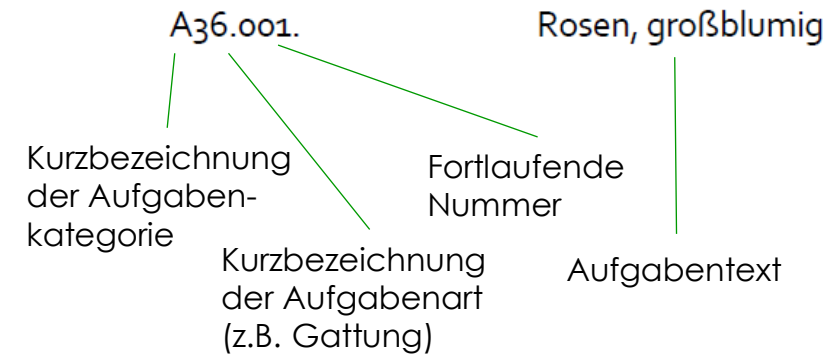 A36.001. Rosen, großblumig
Kurzbezeichnung
der Aufgaben-
kategorie
Fortlaufende
Nummer
Kurzbezeichnung
der Aufgabenart
(z.B. Gattung)
Aufgabentext